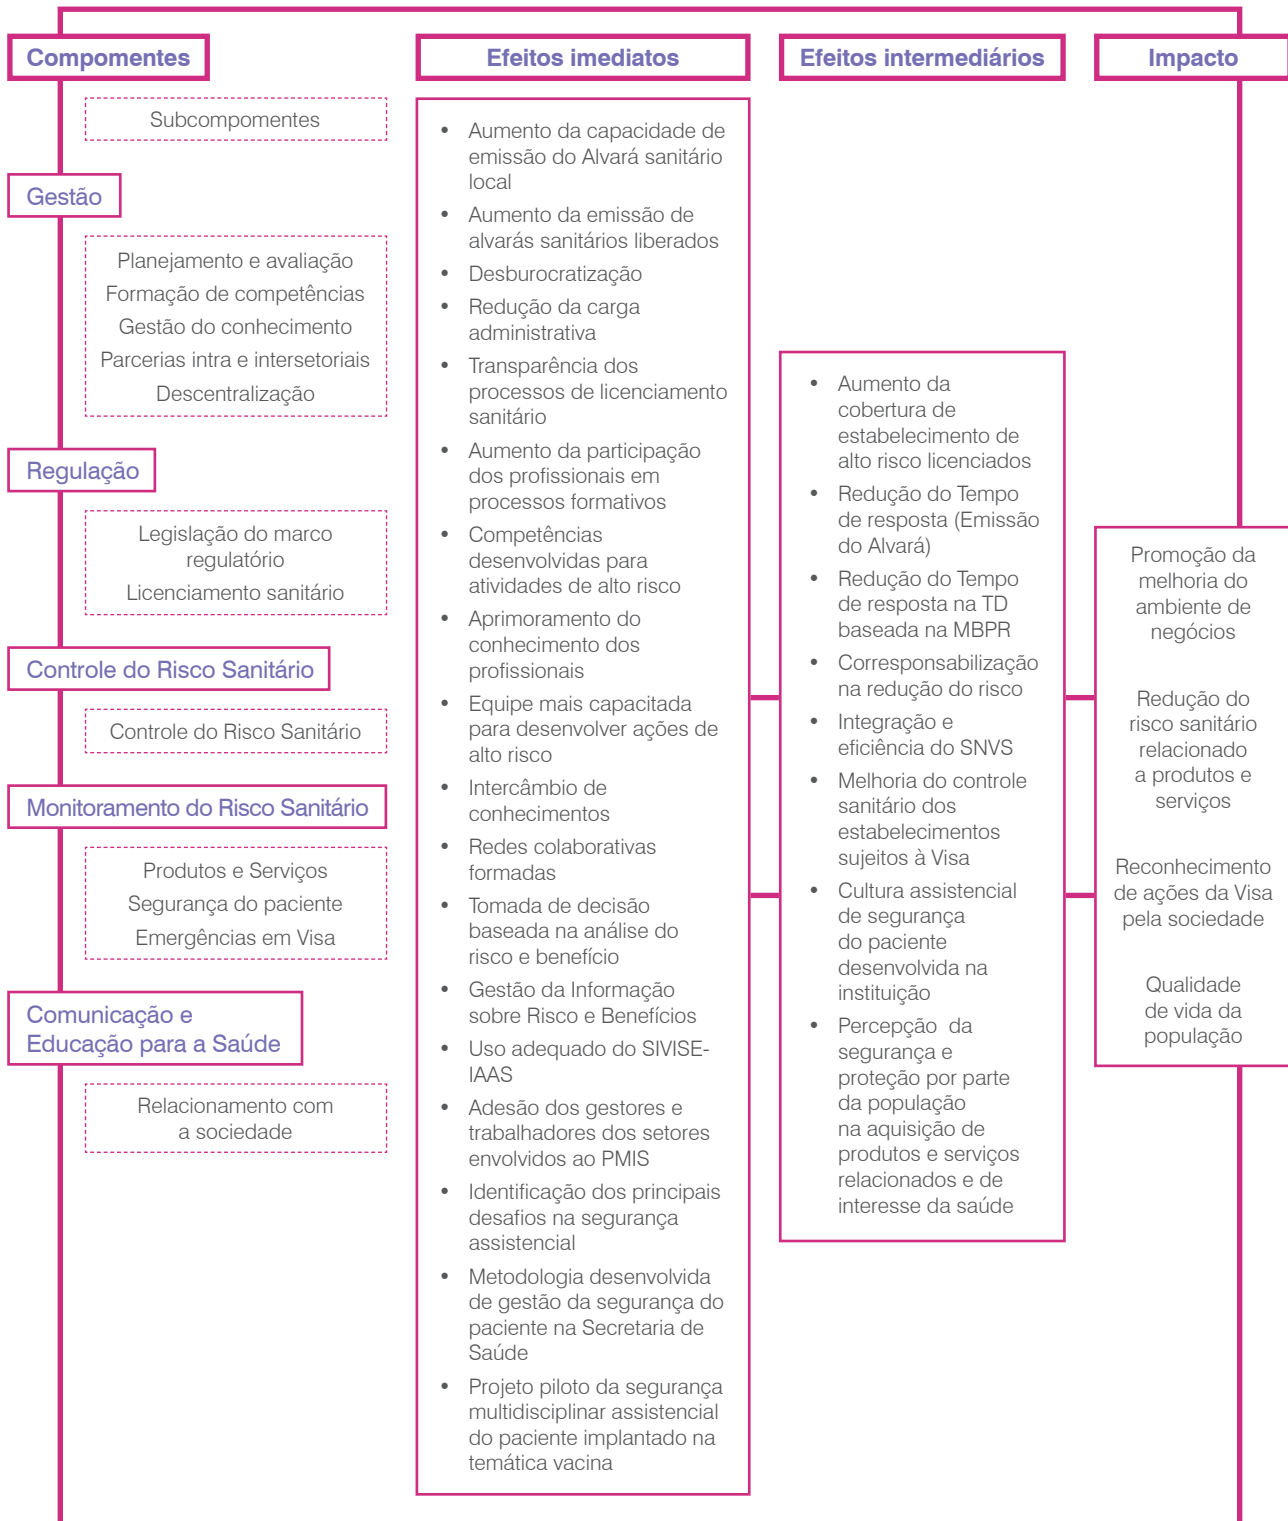 Compomentes
Subcompomentes
Gestão
Planejamento e avaliação
Formação de competências
Gestão do conhecimento
Parcerias intra e intersetoriais
Descentralização
Regulação
Legislação do marco
regulatório
Licenciamento sanitário
Controle do Risco Sanitário
Controle do Risco Sanitário
Monitoramento do Risco Sanitário
Produtos e Serviços
Segurança do paciente
Emergências em Visa
Comunicação e
Educação para a Saúde
Relacionamento com
a sociedade
Efeitos imediatos
• Aumento da capacidade de
emissão do Alvará sanitário
local
• Aumento da emissão de
alvarás sanitários liberados
• Desburocratização
• Redução da carga
administrativa
• Transparência dos
processos de licenciamento
sanitário
• Aumento da participação
dos profissionais em
processos formativos
• Competências
desenvolvidas para
atividades de alto risco
• Aprimoramento do
conhecimento dos
profissionais
• Equipe mais capacitada
para desenvolver ações de
alto risco
• Intercâmbio de
conhecimentos
• Redes colaborativas
formadas
• Tomada de decisão
baseada na análise do
risco e benefício
• Gestão da Informação
sobre Risco e Benefícios
• Uso adequado do SIVISE-
IAAS
• Adesão dos gestores e
trabalhadores dos setores
envolvidos ao PMIS
• Identificação dos principais
desafios na segurança
assistencial
• Metodologia desenvolvida
de gestão da segurança do
paciente na Secretaria de
Saúde
• Projeto piloto da segurança
multidisciplinar assistencial
do paciente implantado na
temática vacina
Efeitos intermediários
• Aumento da
cobertura de
estabelecimento de
alto risco licenciados
• Redução do Tempo
de resposta (Emissão
do Alvará)
• Redução do Tempo
de resposta na TD
baseada na MBPR
• Corresponsabilização
na redução do risco
• Integração e
eficiência do SNVS
• Melhoria do controle
sanitário dos
estabelecimentos
sujeitos à Visa
• Cultura assistencial
de segurança
do paciente
desenvolvida na
instituição
• Percepção da
segurança e
proteção por parte
da população
na aquisição de
produtos e serviços
relacionados e de
interesse da saúde
Impacto
Promoção da
melhoria do
ambiente de
negócios
Redução do
risco sanitário
relacionado
a produtos e
serviços
Reconhecimento
de ações da Visa
pela sociedade
Qualidade
de vida da
população